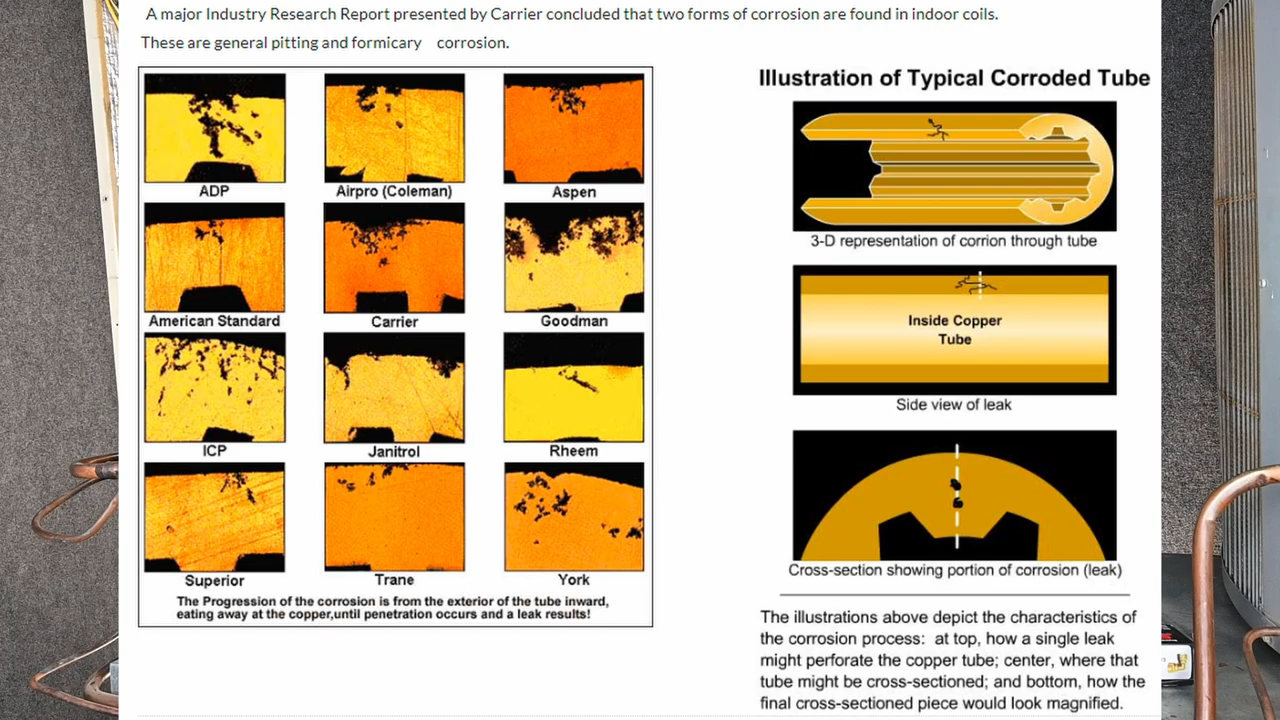 A major Industry Research Report presented by Carrier concluded that two forms of corrosion are found in indoor coils.
These are general pitting and formicary corrosion.
ADP
Airpro (Coleman)
Aspen
American Standard
Carrier
Goodman
ICP
Janitrol
Rheem
Superior
Trane
York
The Progression of the corrosion is from the exterior of the tube inward,
eating away at the copper,until penetration occurs and a leak results!
Illustration of Typical Corroded Tube
3-D representation of corrion through tube
Inside Copper
Tube
Side view of leak
Cross-section showing portion of corrosion (leak)
The illustrations above depict the characteristics of
the corrosion process: at top, how a single leak
might perforate the copper tube; center, where that
tube might be cross-sectioned; and bottom, how the
final cross-sectioned piece would look magnified.